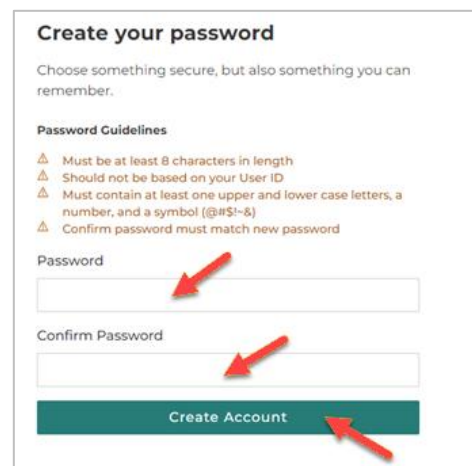 Create your password
Choose something secure, but also something you can
remember.
Password Guidelines
⚠ Must be at least 8 characters in length
⚠ Should not be based on your User ID
⚠ Must contain at least one upper and lower case letters, a
number, and a symbol (@#$!~&)
⚠ Confirm password must match new password
Password
Confirm Password
Create Account